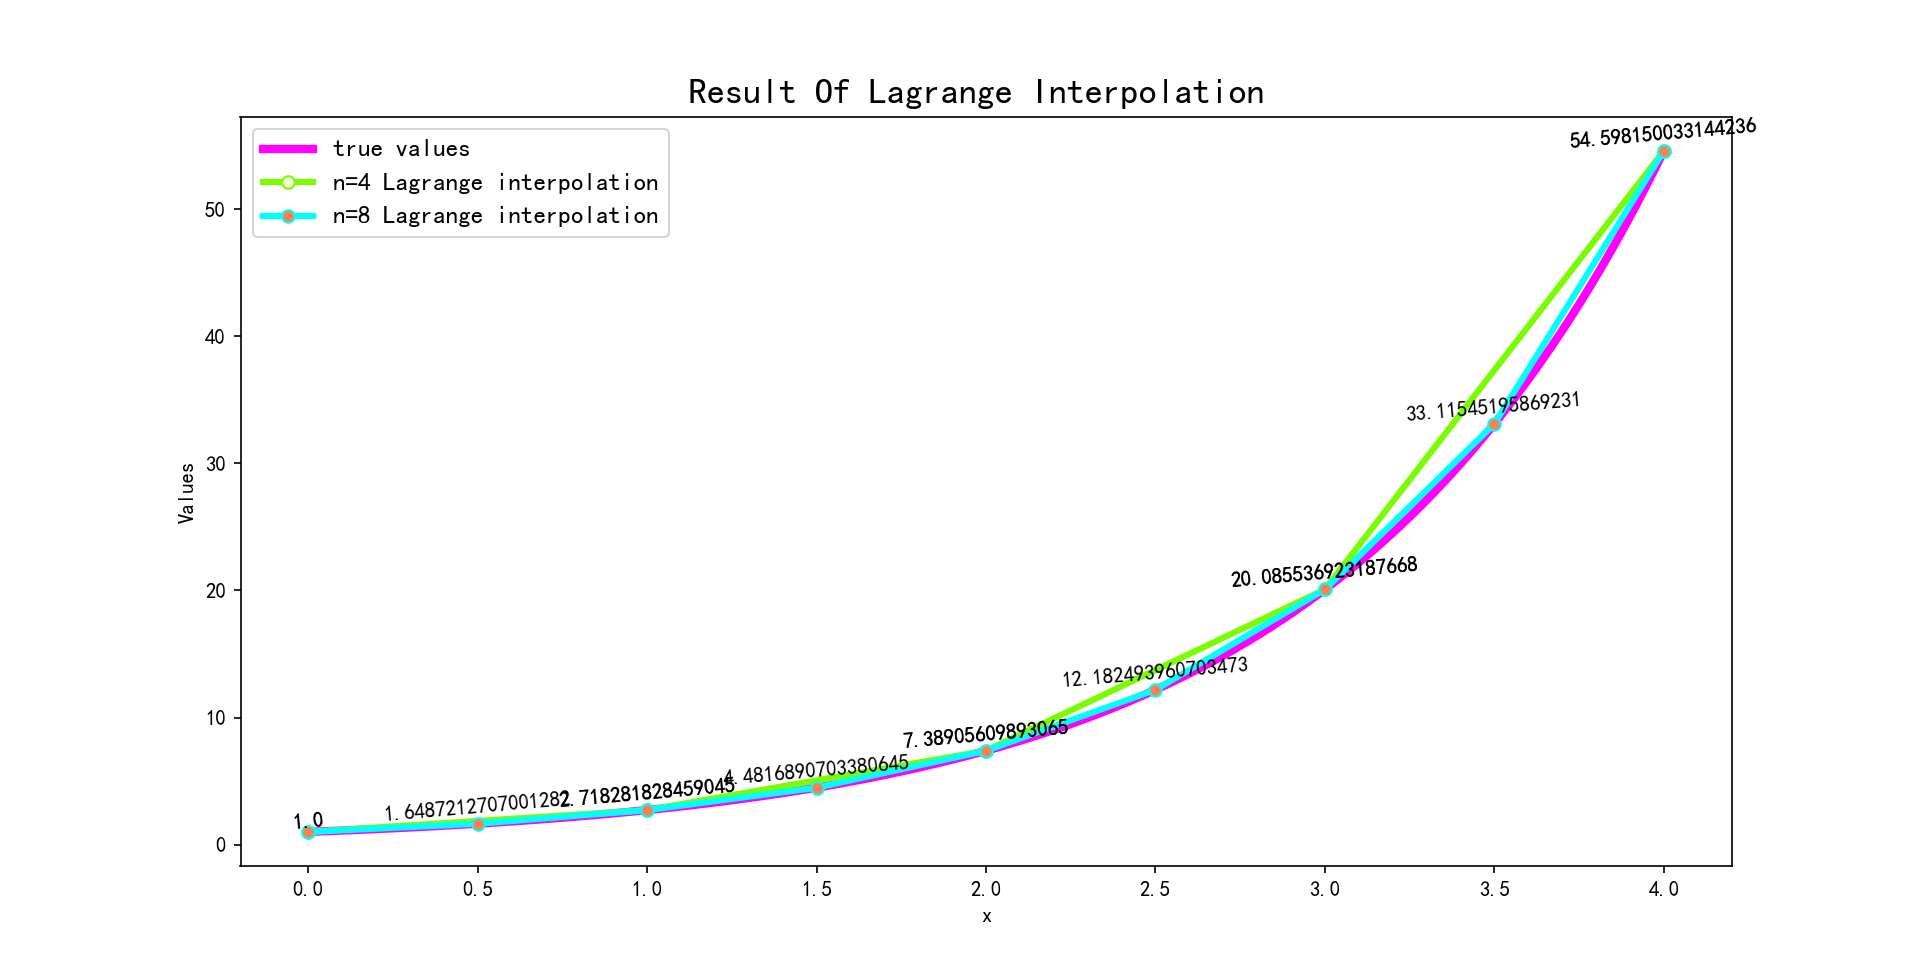 Result Of Lagrange Interpolation
true values
n=4 Lagrange interpolation
n=8 Lagrange interpolation
54.598150033144236
33.11545195869231
20.085536923187668
12.182493960703473
7.38905609893065
4.4816890703380645
2.718281828459045
1.0
Values
50
40
30
20
10
0
0.0 0.5 1.0 1.5 2.0 2.5 3.0 3.5 4.0
x